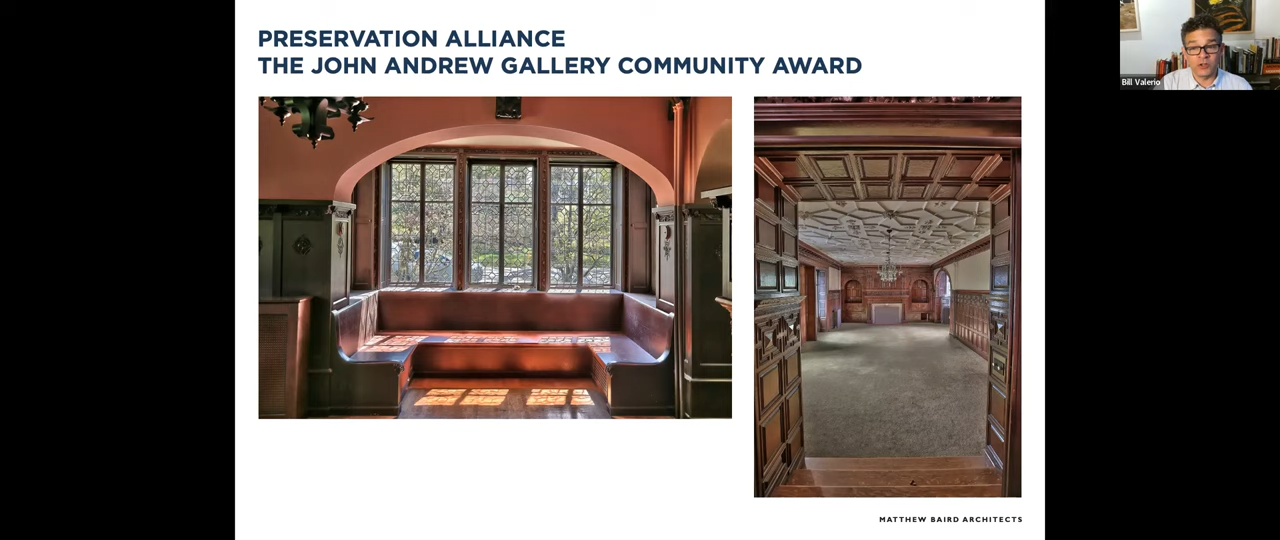 PRESERVATION ALLIANCE
THE JOHN ANDREW GALLERY COMMUNITY AWARD
Bill Valerio
MATTHEW BAIRD ARCHITECTS